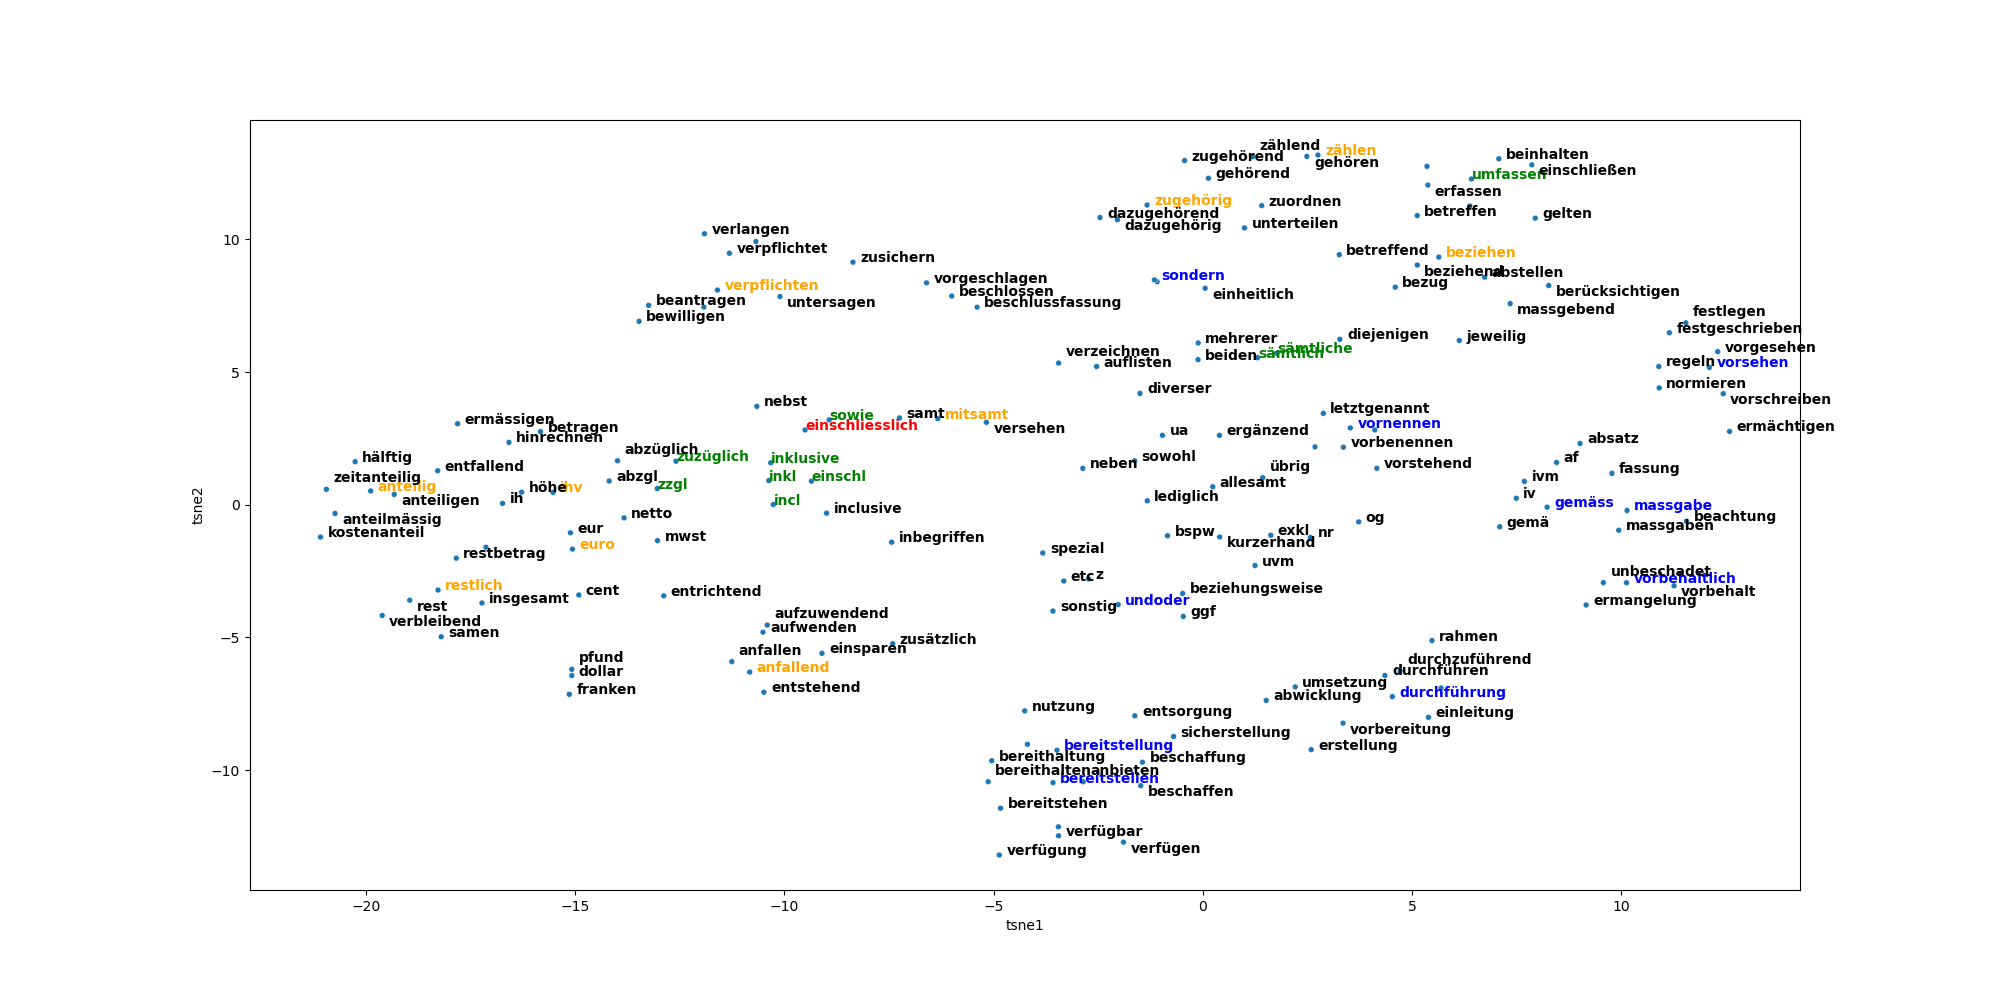 zählend
zählen
zugehörend
gehören
beinhalten
einschließen
gehörend
umfassen
erfassen
zugehörig
zuordnen
betreffen
gelten
dazugehörend
dazugehörig
unterteilen
verlangen
verpflichtet
zusichern
betreffend
beziehen
beziehend
abstellen
vorgeschlagen
sondern
bezug
berücksichtigen
verpflichten
beschlossen
einheitlich
beantragen
untersagen
beschlussfassung
massgebend
bewilligen
festlegen
festgeschrieben
mehrerer
diejenigen
jeweilig
verzeichnen
beiden
sämtlich
sämtliche
vorgesehen
auflisten
regeln
vorsehen
diverser
normieren
vorschreiben
nebst
sowie
samt
mitsamt
letztgenannt
ermässigen
betragen
einschliesslich
versehen
vornennen
ermächtigen
hinrechnen
ua
ergänzend
vorbenennen
absatz
abzüglich
zuzüglich
inklusive
hälftig
entfallend
neben
sowohl
übrig
vorstehend
af
fassung
zeitanteilig
anteilig
höhe
ihv
abzgl
zzgl
inkl
einschl
allesamt
ivm
anteiligen
ih
incl
lediglich
iv
gemäss
massgabe
anteilmässig
netto
inclusive
og
gemä
massgaben
beachtung
kostenanteil
eur
mwst
inbegriffen
bspw
kurzerhand
exkl
nr
euro
restbetrag
spezial
uvm
unbeschadet
restlich
etc
z
vorbehaltlich
rest
insgesamt
cent
entrichtend
beziehungsweise
vorbehalt
verbleibend
sonstig
undoder
ggf
ermangelung
samen
aufzuwendend
aufwenden
zusätzlich
rahmen
pfund
anfallen
einsparen
durchzuführend
dollar
anfallend
durchführen
franken
entstehend
umsetzung
abwicklung
durchführung
nutzung
entsorgung
einleitung
sicherstellung
vorbereitung
bereitstellung
erstellung
bereithaltung
beschaffung
bereithalten
anbieten
bereitstellen
beschaffen
bereitstehen
verfügbar
verfügung
verfügen
10
5
0
−5
−10
tsne2
−20
−15
−10
−5
0
5
10
tsne1